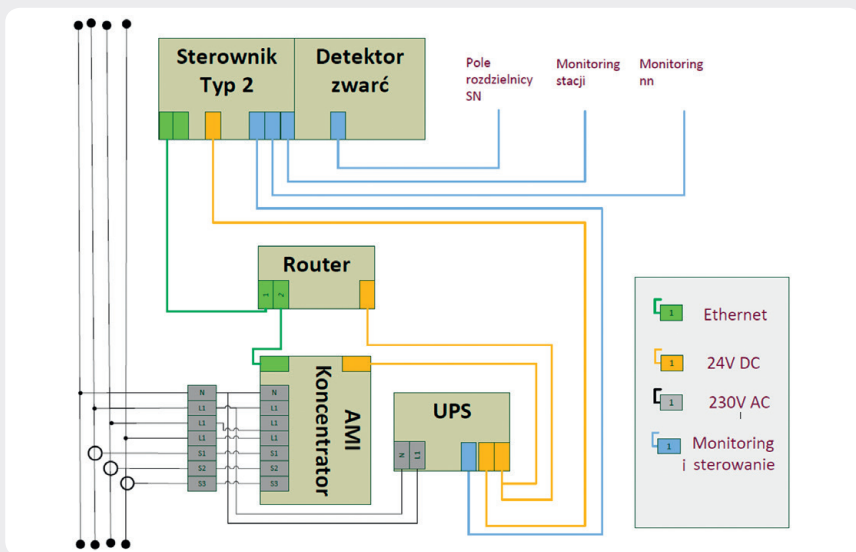 Sterownik
Typ 2
Detektor
zwarć
Pole
rozdzielnicy
SN
Monitoring
stacji
Monitoring
nn
Router
1
2
N
L1
L1
L1
S1
S2
S3
N
L1
L1
L1
S1
S2
S3
AMI
Koncentrator
UPS
N
L1
1
Ethernet
1
24V DC
1
230V AC
1
Monitoring
i sterowanie